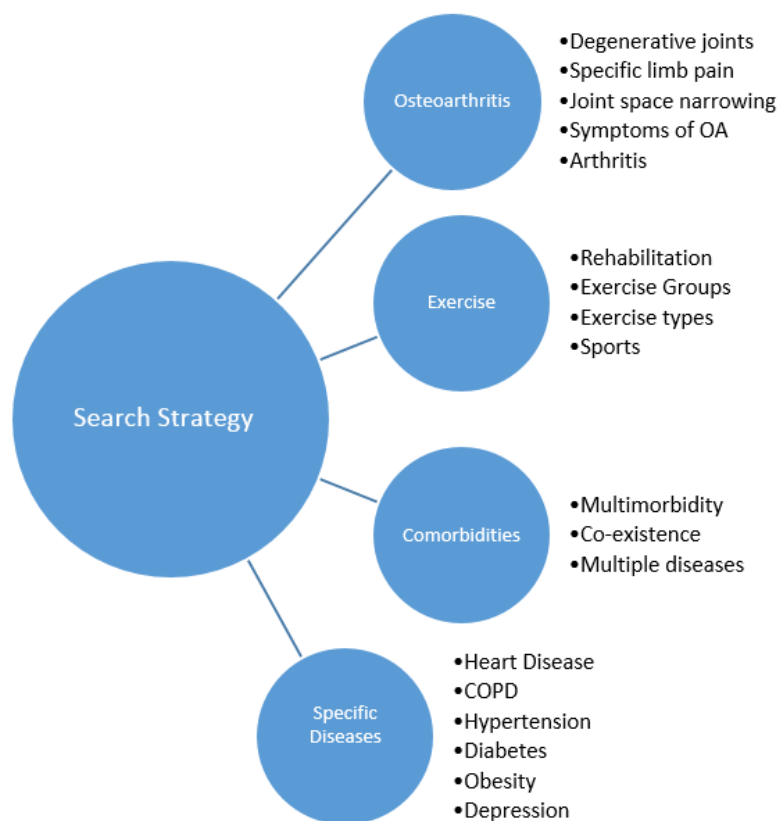 Osteoarthritis
•Degenerative joints
•Specific limb pain
•Joint space narrowing
•Symptoms of OA
•Arthritis
Exercise
•Rehabilitation
•Exercise Groups
•Exercise types
•Sports
Search Strategy
Comorbidities
•Multimorbidity
•Co-existence
•Multiple diseases
Specific
Diseases
•Heart Disease
•COPD
•Hypertension
•Diabetes
•Obesity
•Depression